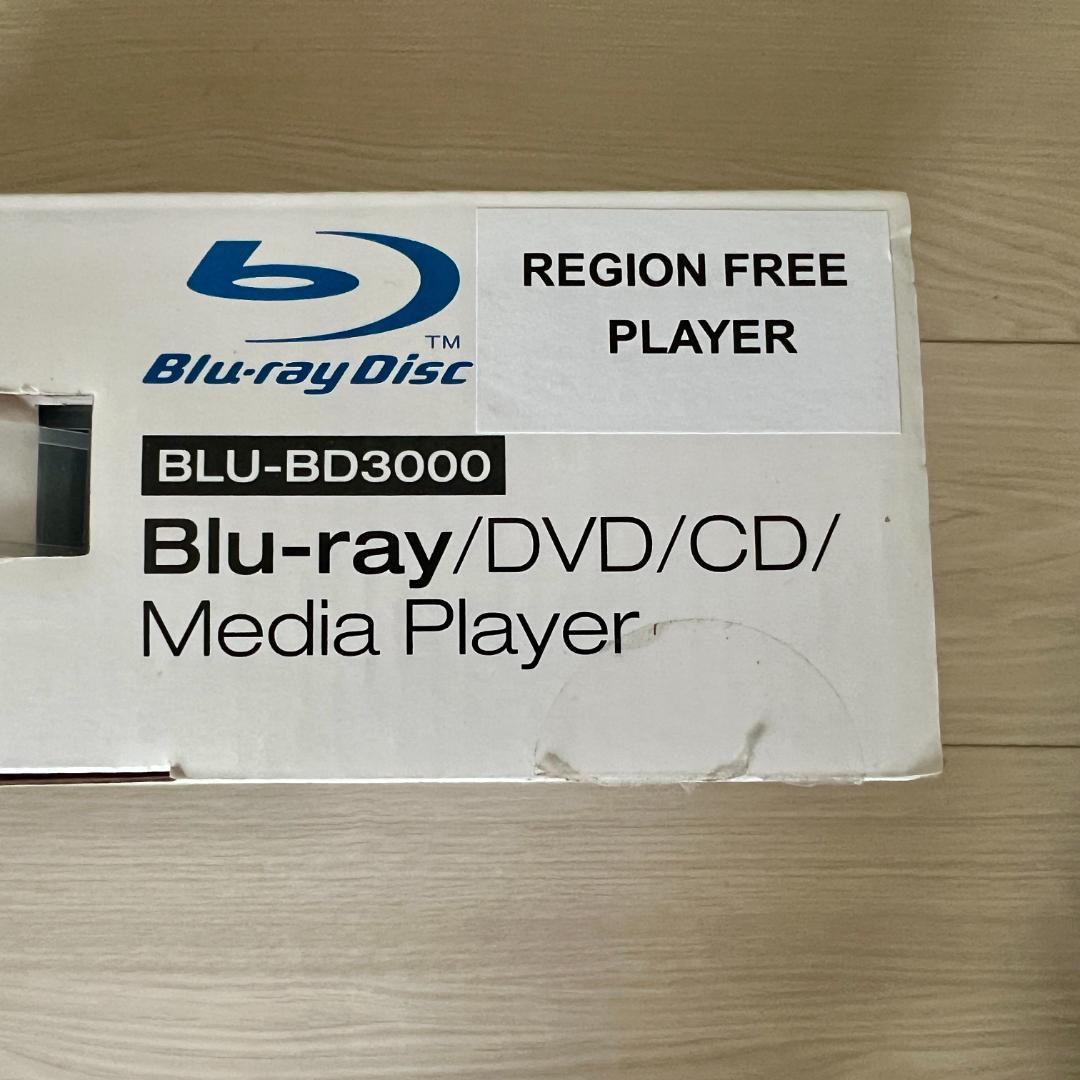 TM
Blu-ray Disc
REGION FREE
PLAYER
BLU-BD3000
Blu-ray/DVD/CD/
Media Player